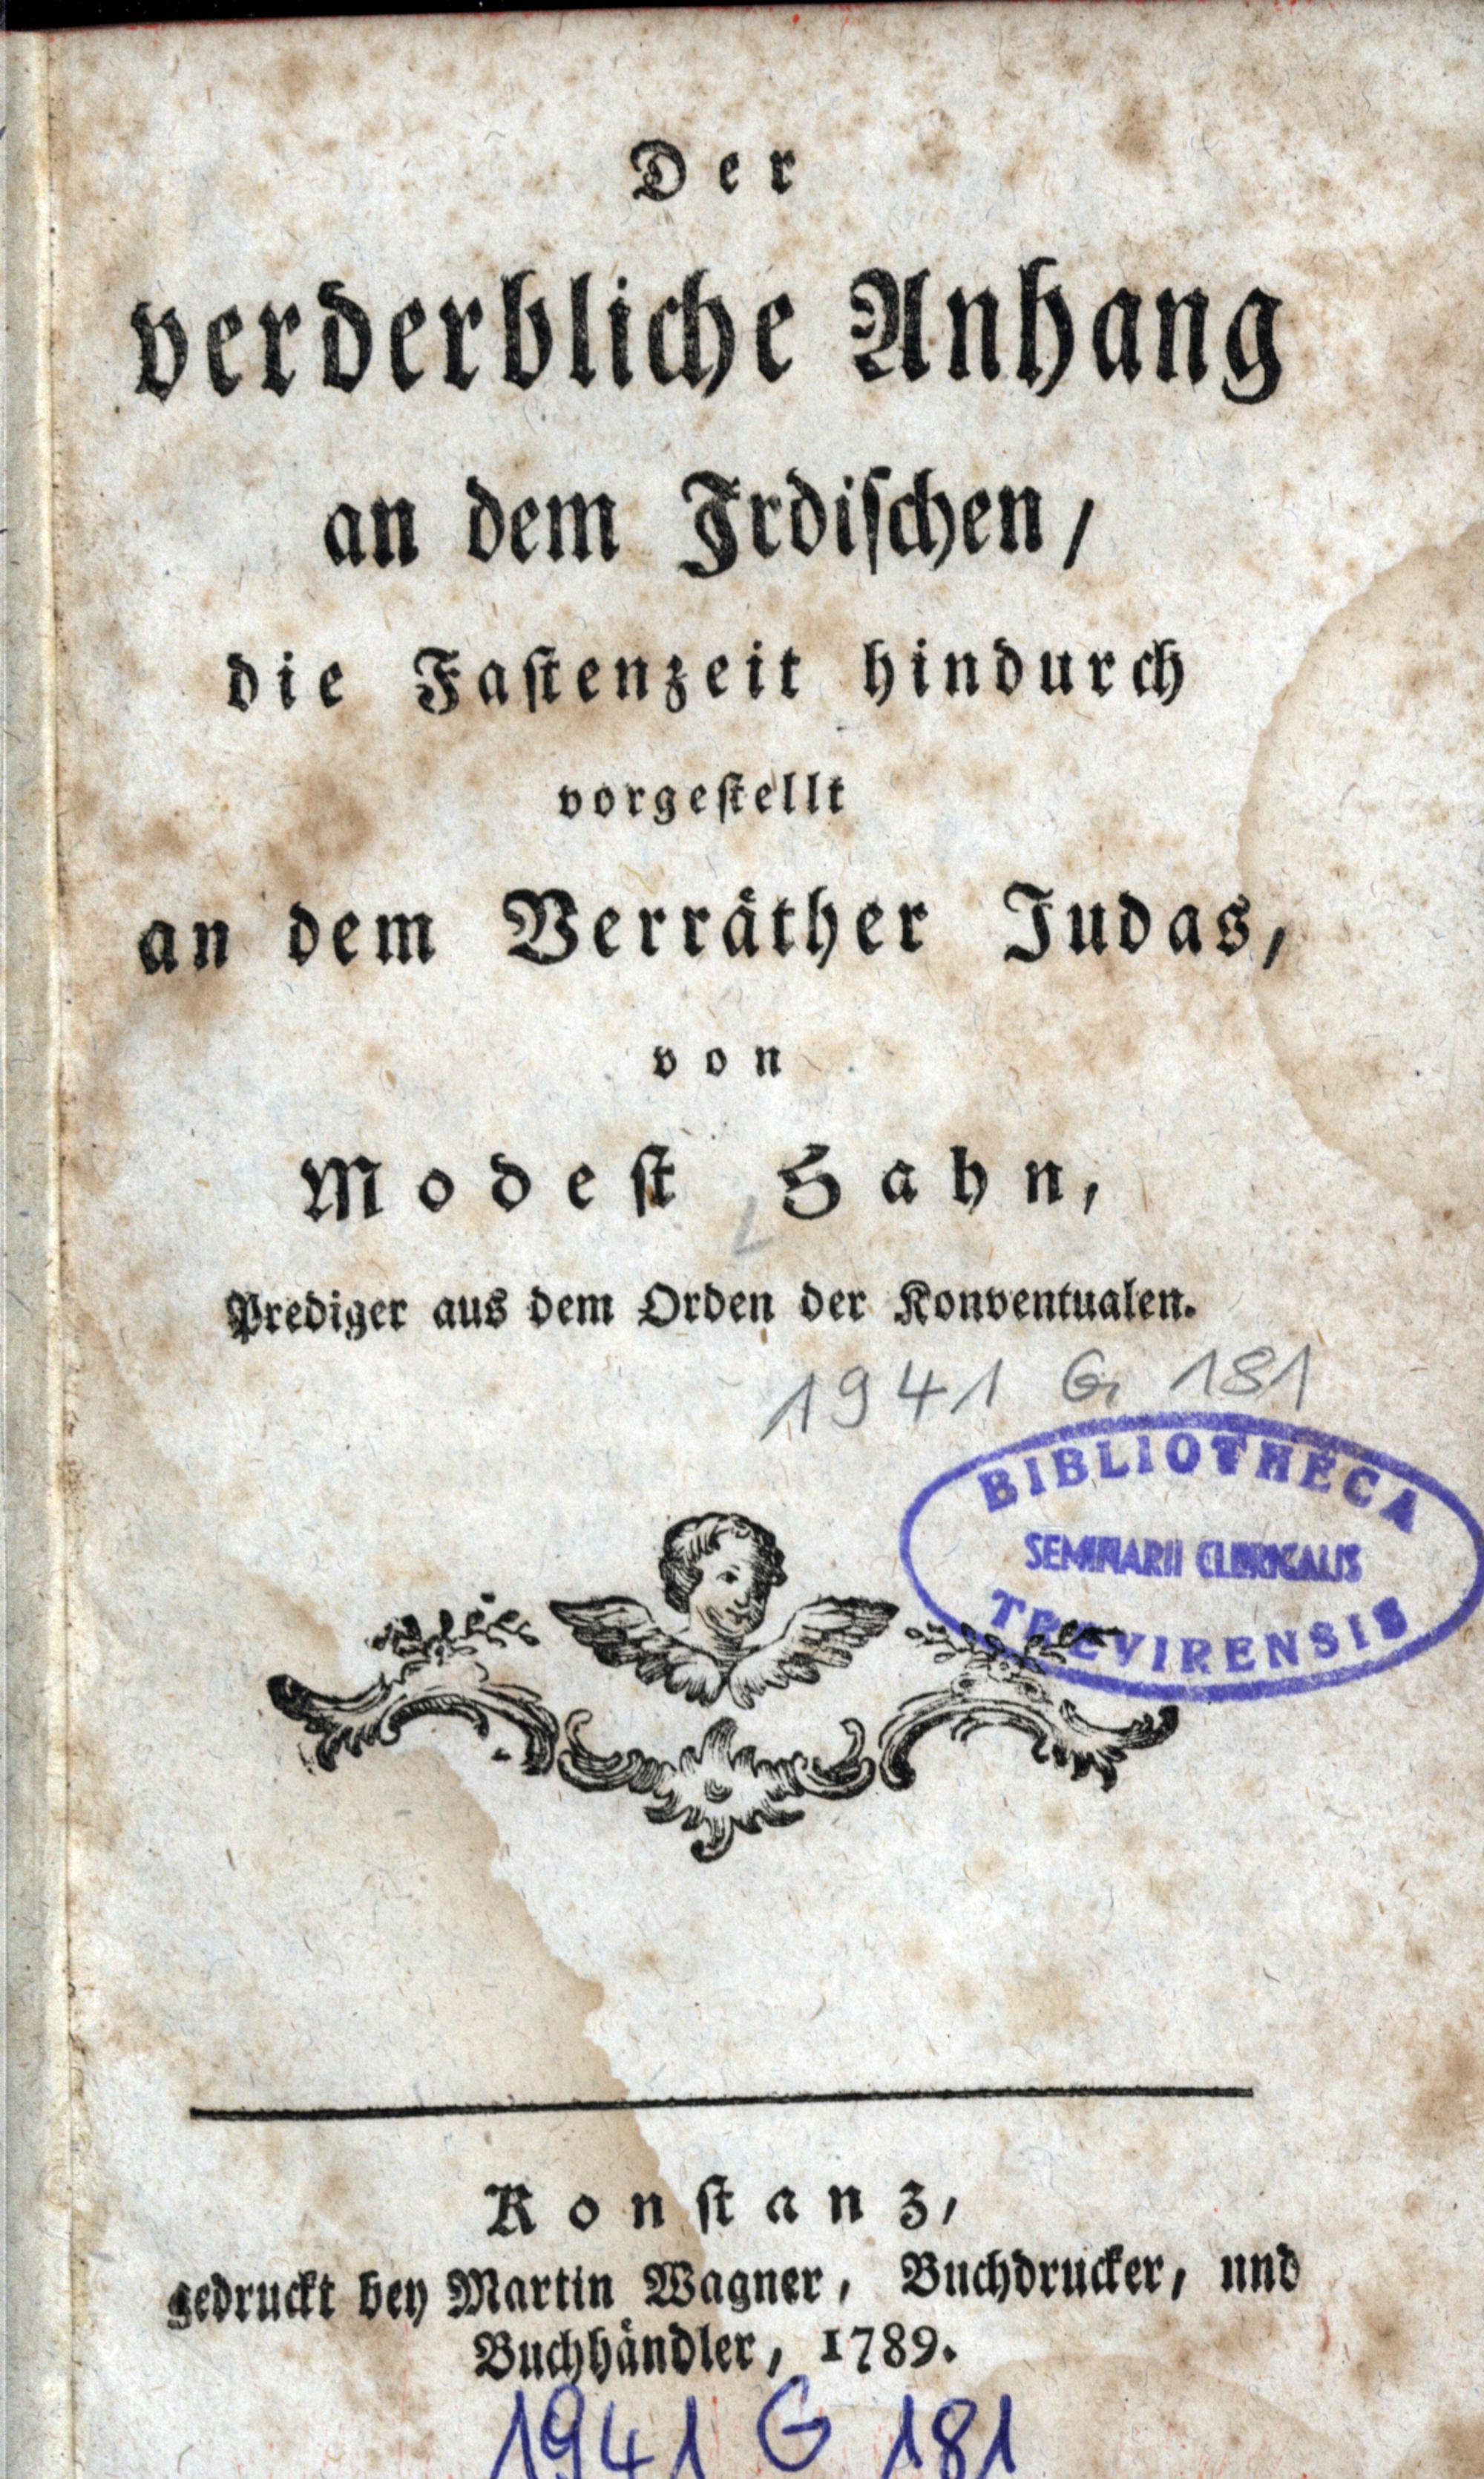 Der
verderbliche Anhang
an dem Irdischen,
die Fastenzeit hindurch
vorgestellt
an dem Verräther Judas,
von
Modest Hahn,
Prediger aus dem Orden der Konventualen.
1941 G 181
BIBLIOTHECA
SEMINARII CLERICALIS
TREVIRENSIS
Konstanz,
gedruckt bey Martin Wagner, Buchdrucker, und
Buchhändler, 1789.
1941 G 181